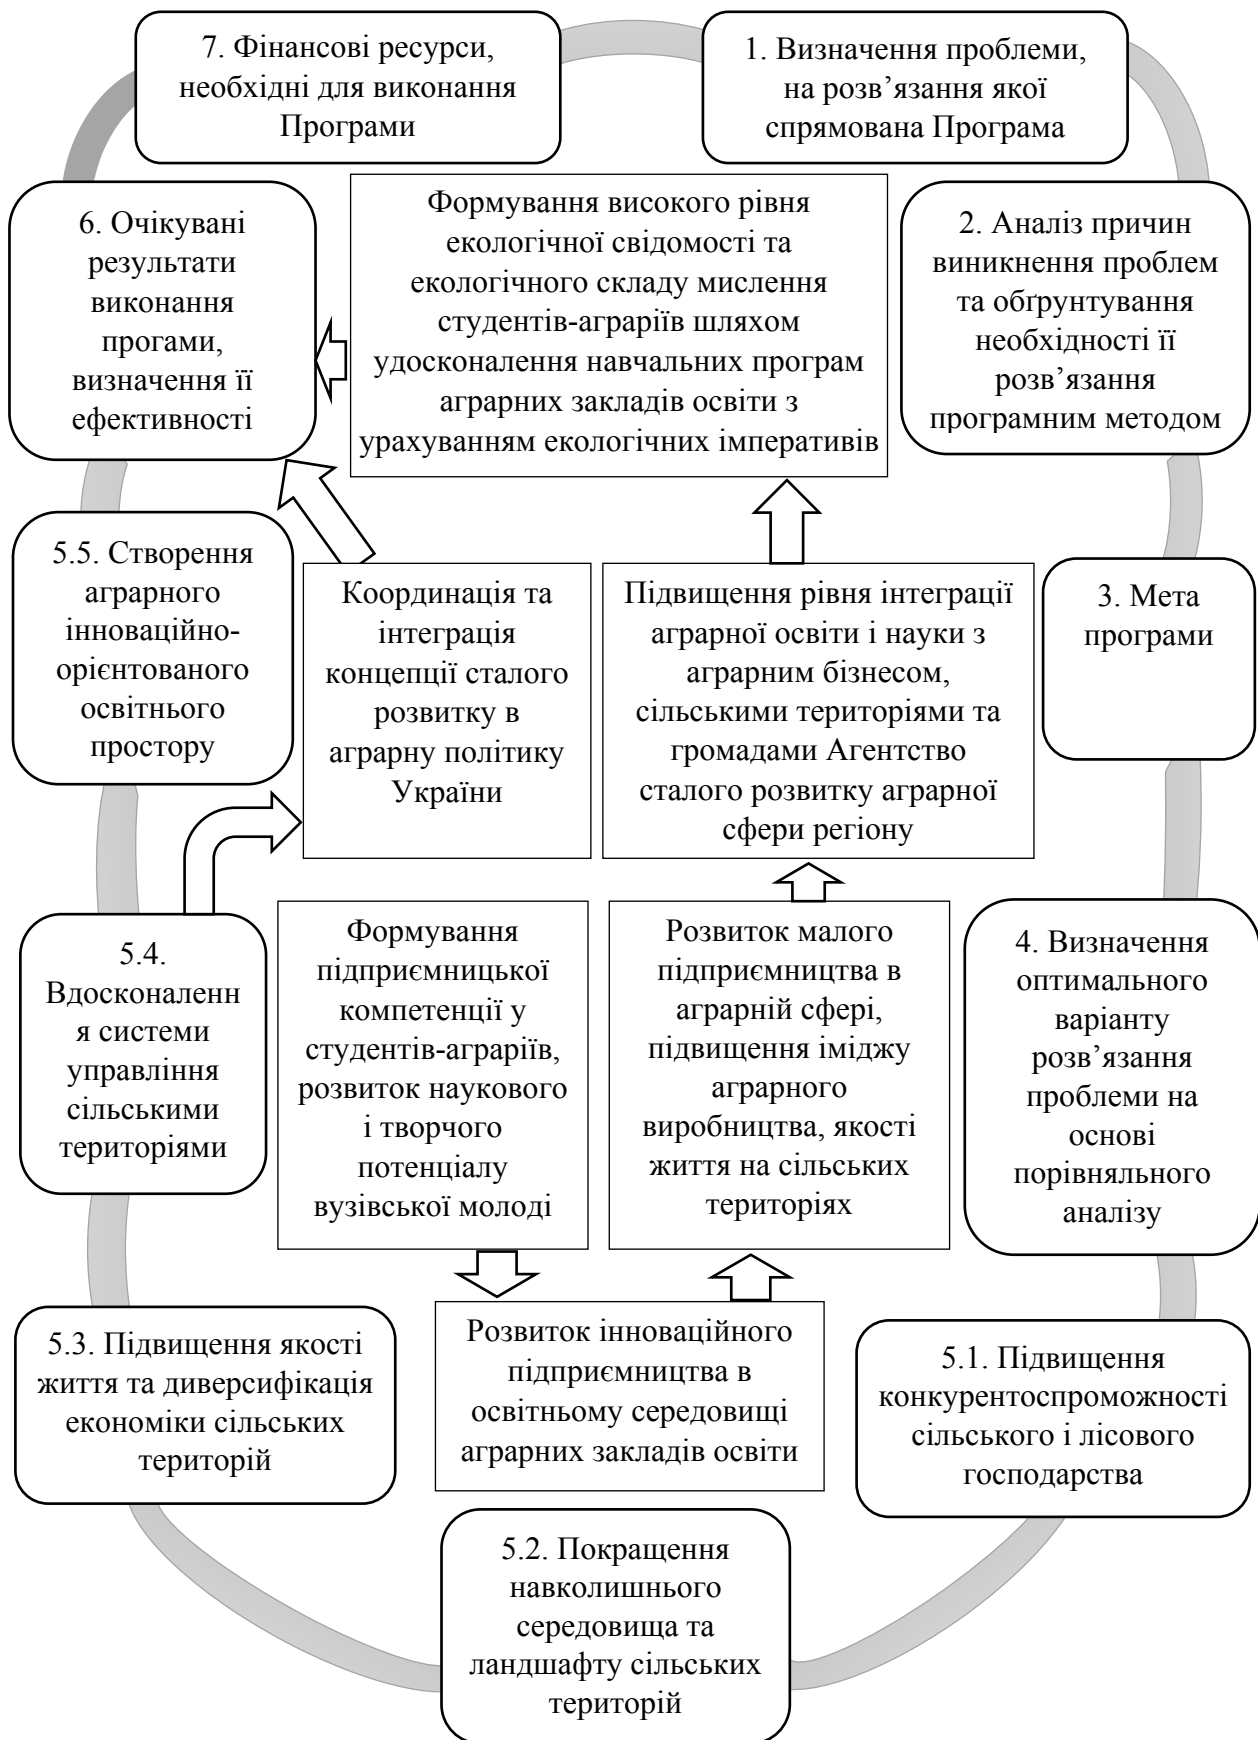 7. Фінансові ресурси,
необхідні для виконання
Програми
1. Визначення проблеми,
на розв’язання якої
спрямована Програма
6. Очікувані
результати
виконання
прогами,
визначення її
ефективності
Формування високого рівня
екологічної свідомості та
екологічного складу мислення
студентів-аграріїв шляхом
удосконалення навчальних програм
аграрних закладів освіти з
урахуванням екологічних імперативів
2. Аналіз причин
виникнення проблем
та обґрунтування
необхідності її
розв’язання
програмним методом
5.5. Створення
аграрного
інноваційно-
орієнтованого
освітнього
простору
Координація та
інтеграція
концепції сталого
розвитку в
аграрну політику
України
Підвищення рівня інтеграції
аграрної освіти і науки з
аграрним бізнесом,
сільськими територіями та
громадами Агентство
сталого розвитку аграрної
сфери регіону
3. Мета
програми
5.4.
Вдосконаленн
я системи
управління
сільськими
територіями
Формування
підприємницької
компетенції у
студентів-аграріїв,
розвиток наукового
і творчого
потенціалу
вузівської молоді
Розвиток малого
підприємництва в
аграрній сфері,
підвищення іміджу
аграрного
виробництва, якості
життя на сільських
територіях
4. Визначення
оптимального
варіанту
розв’язання
проблеми на
основі
порівняльного
аналізу
5.3. Підвищення якості
життя та диверсифікація
економіки сільських
територій
Розвиток інноваційного
підприємництва в
освітньому середовищі
аграрних закладів освіти
5.1. Підвищення
конкурентоспроможності
сільського і лісового
господарства
5.2. Покращення
навколишнього
середовища та
ландшафту сільських
територій